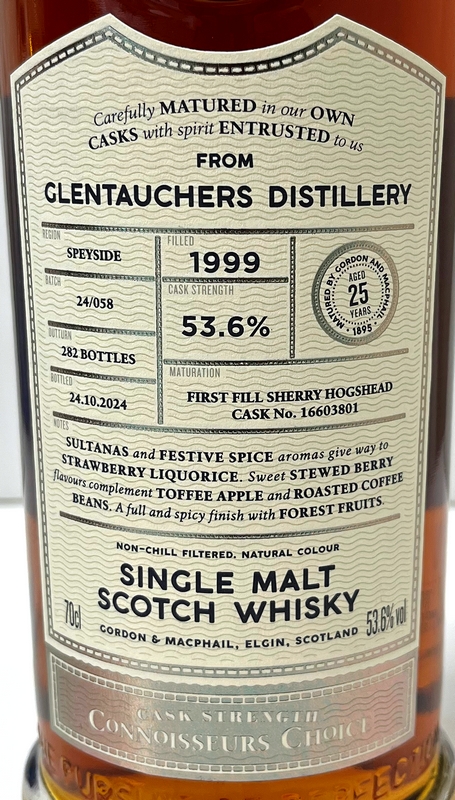 Carefully MATURED in our OWN
CASKS with spirit ENTRUSTED to us
FROM
GLENTAUCHERS DISTILLERY
REGION
SPEYSIDE
BATCH
24/058
OUTTURN
282 BOTTLES
BOTTLED
24.10.2024
FILLED
1999
CASK STRENGTH
53.6%
MATURED BY GORDON AND MACPHAIL
AGED
25
YEARS
• 1895 •
MATURATION
FIRST FILL SHERRY HOGSHEAD
CASK No. 16603801
NOTES
SULTANAS and FESTIVE SPICE aromas give way to
STRAWBERRY LIQUORICE. Sweet STEWED BERRY
flavours complement TOFFEE APPLE and ROASTED COFFEE
BEANS. A full and spicy finish with FOREST FRUITS.
NON-CHILL FILTERED. NATURAL COLOUR
SINGLE MALT
SCOTCH WHISKY
70cl
GORDON & MACPHAIL, ELGIN, SCOTLAND
53.6% vol
CASK STRENGTH
CONNOISSEURS CHOICE